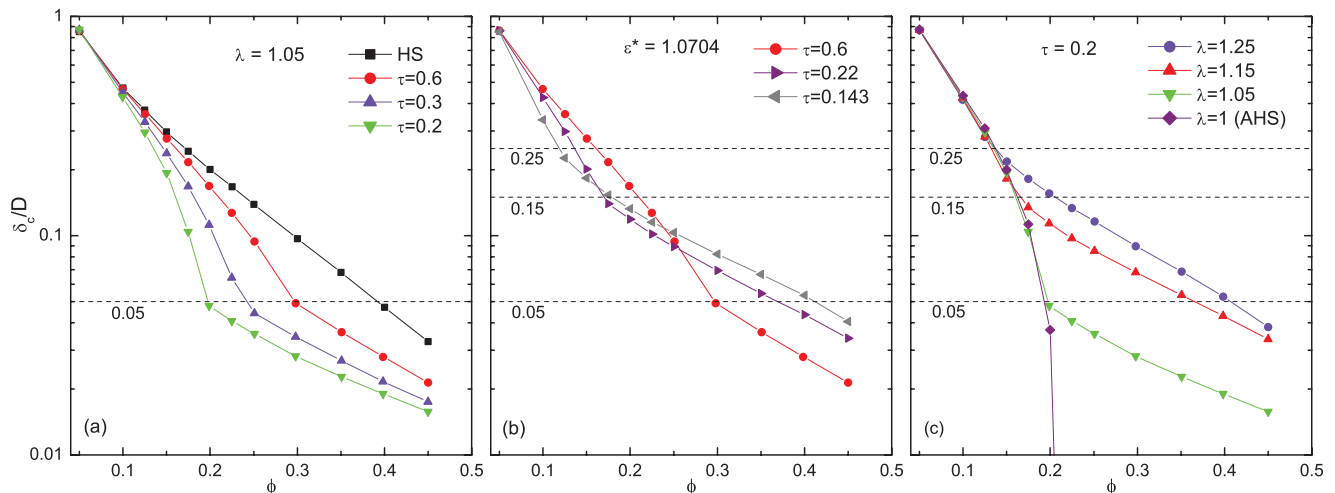 1
0.1
0.01
δc/D
λ = 1.05
HS
τ=0.6
τ=0.3
τ=0.2
0.05
(a)
0.1 0.2 0.3 0.4 0.5
ϕ
ε* = 1.0704
τ=0.6
τ=0.22
τ=0.143
0.25
0.15
0.05
(b)
0.1 0.2 0.3 0.4 0.5
ϕ
τ = 0.2
λ=1.25
λ=1.15
λ=1.05
λ=1 (AHS)
0.25
0.15
0.05
(c)
0.1 0.2 0.3 0.4 0.5
ϕ